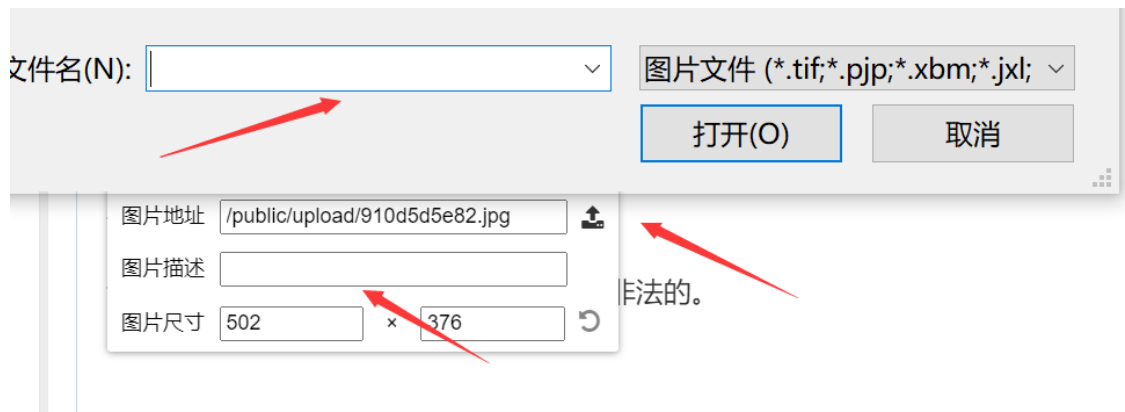 文件名(N):
图片文件 (*.tif;*.pjp;*.xbm;*.jxl;
打开(O)
取消
图片地址 /public/upload/910d5d5e82.jpg
图片描述
非法的。
图片尺寸 502 × 376